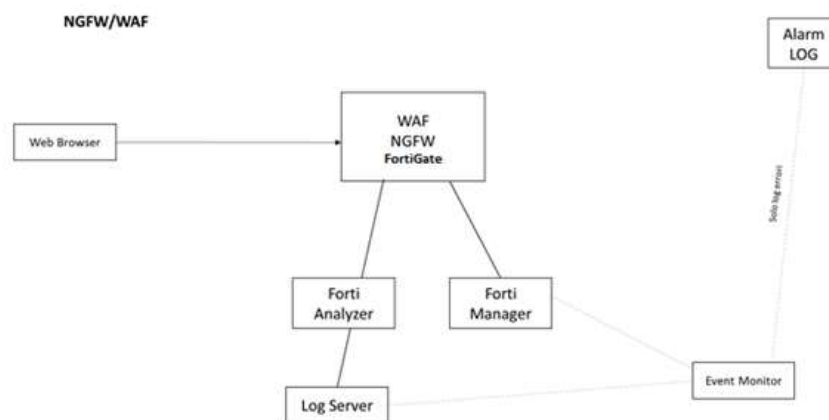 NGFW/WAF
Alarm
LOG
WAF
NGFW
FortiGate
Web Browser
Solo log errori
Forti
Analyzer
Forti
Manager
Event Monitor
Log Server